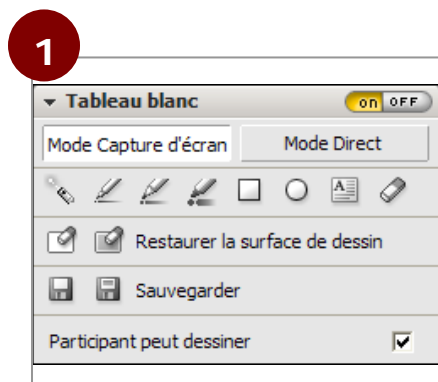 1
Tableau blanc on OFF
Mode Capture d'écran Mode Direct
A
Restaurer la surface de dessin
Sauvegarder
Participant peut dessiner